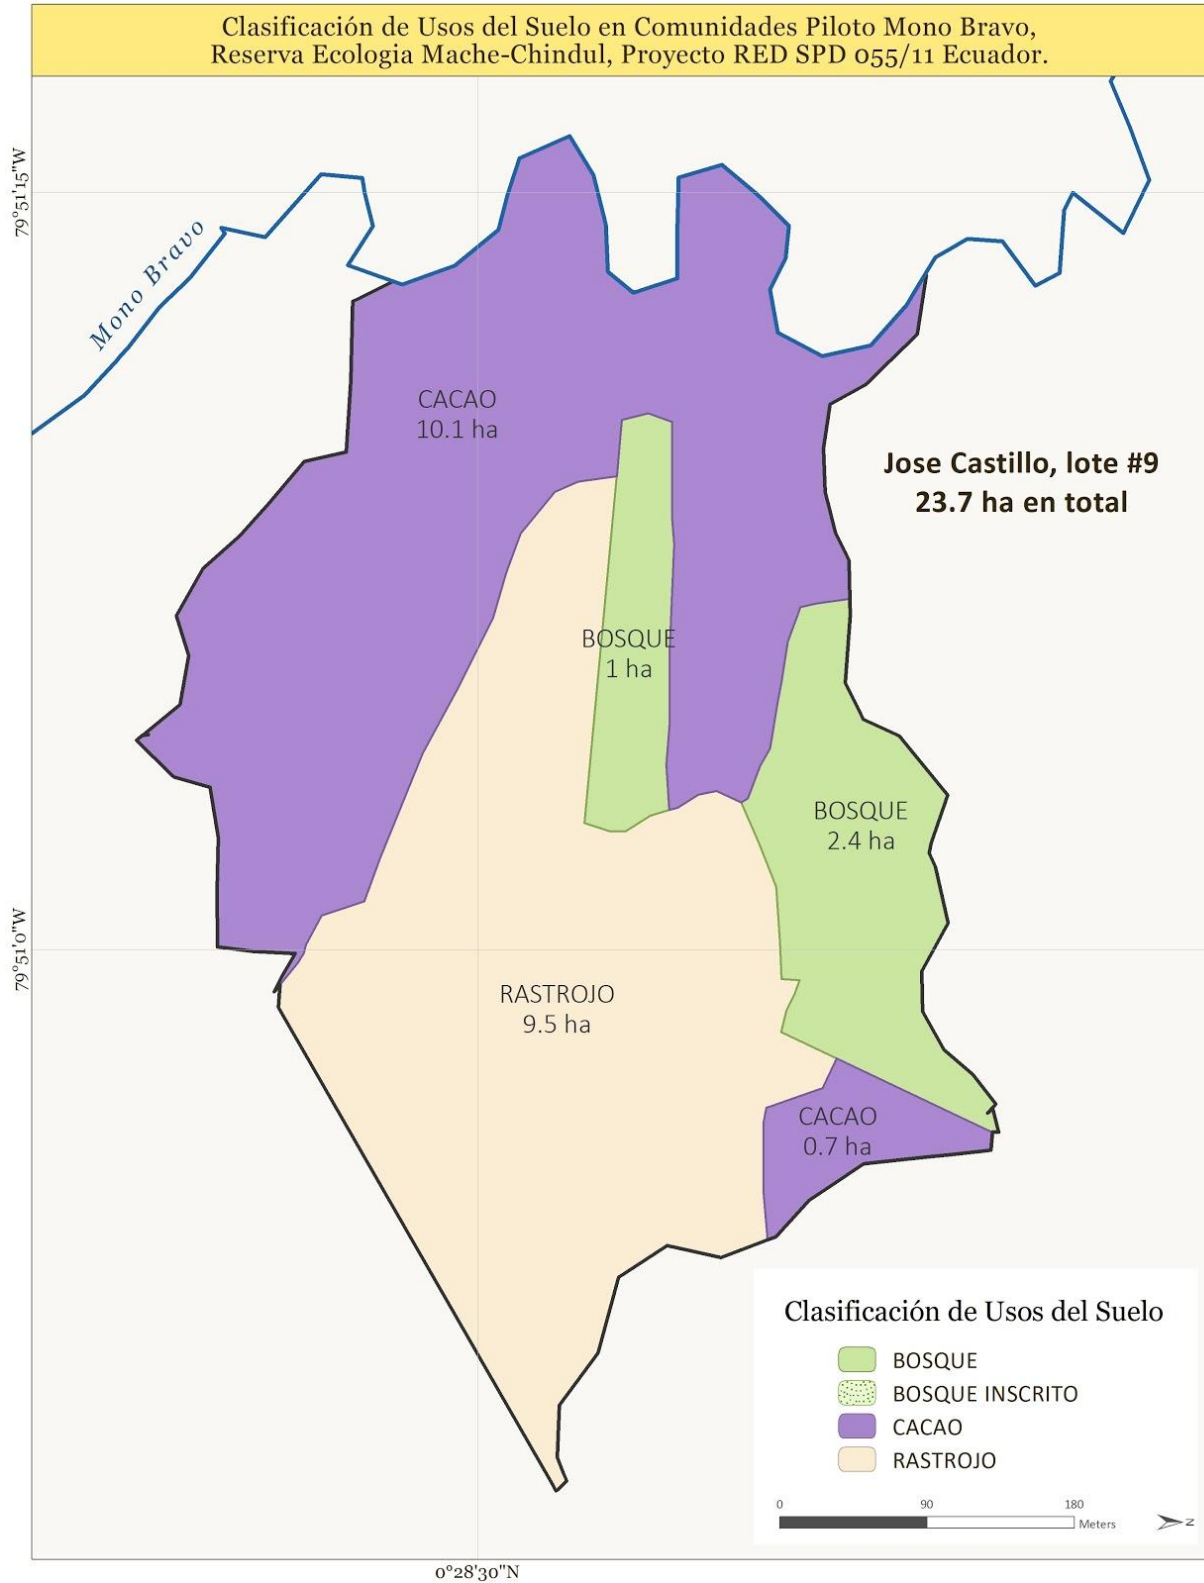 Clasificación de Usos del Suelo en Comunidades Piloto Mono Bravo,
Reserva Ecologia Mache-Chindul, Proyecto RED SPD 055/11 Ecuador.
79°51'15"W
Mono Bravo
CACAO
10.1 ha
Jose Castillo, lote #9
23.7 ha en total
BOSQUE
1 ha
BOSQUE
2.4 ha
79°51'0"W
RASTROJO
9.5 ha
CACAO
0.7 ha
Clasificación de Usos del Suelo
BOSQUE
BOSQUE INSCRITO
CACAO
RASTROJO
0 90 180
Meters
N
0°28'30"N